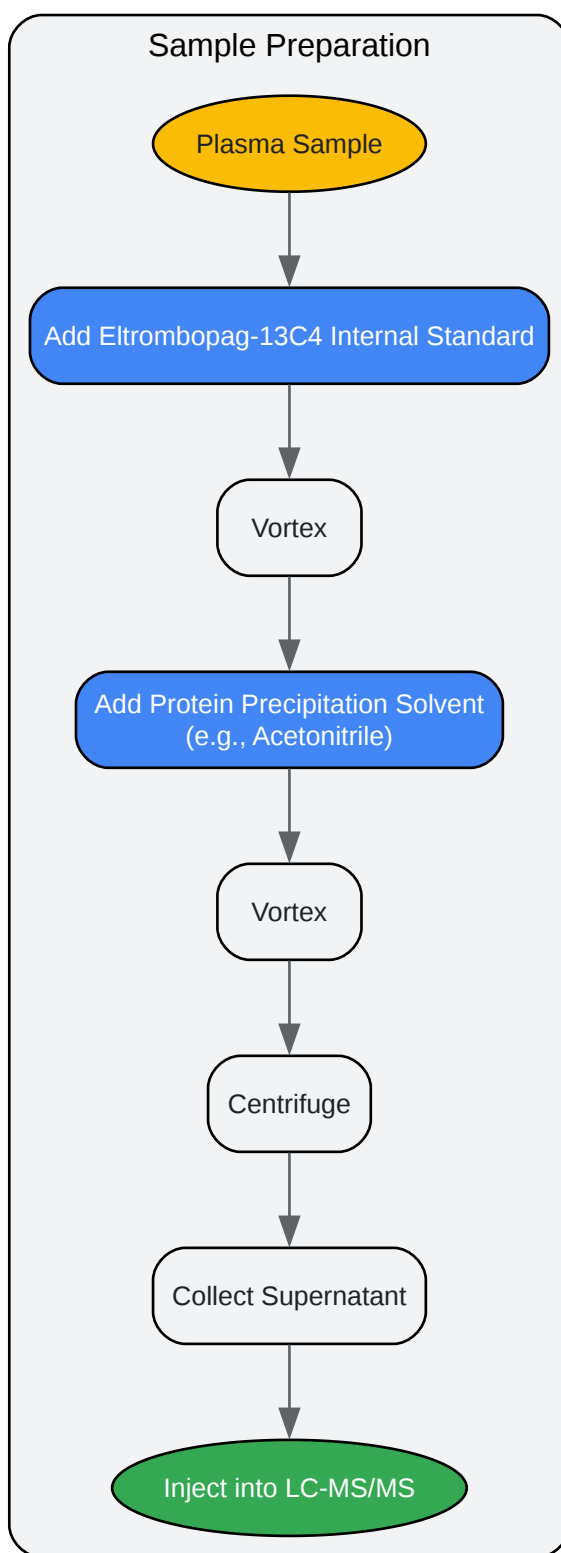 Sample Preparation
Plasma Sample
Add Eltrombopag-13C4 Internal Standard
Vortex
Add Protein Precipitation Solvent
(e.g., Acetonitrile)
Vortex
Centrifuge
Collect Supernatant
Inject into LC-MS/MS